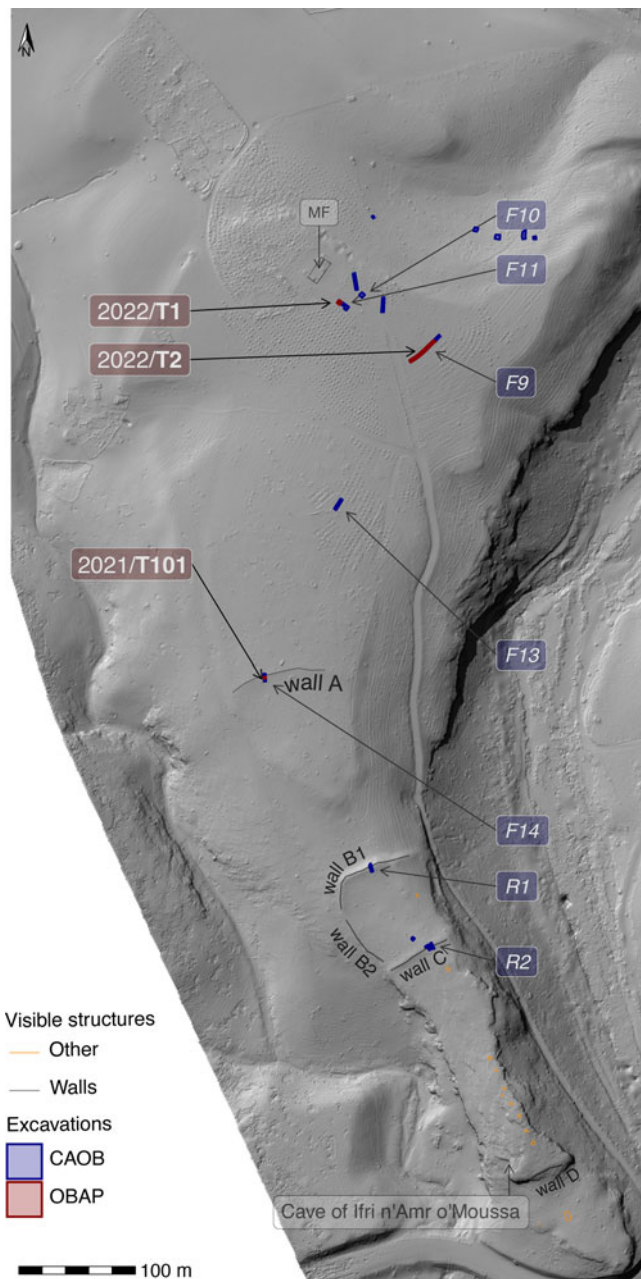 N
MF
F10
F11
2022/T1
2022/T2
F9
2021/T101
F13
wall A
F14
wall B1
R1
wall B2
wall C
R2
Visible structures
Other
Walls
Excavations
CAOB
OBAP
wall D
Cave of Ifri n'Amr o'Moussa
100 m